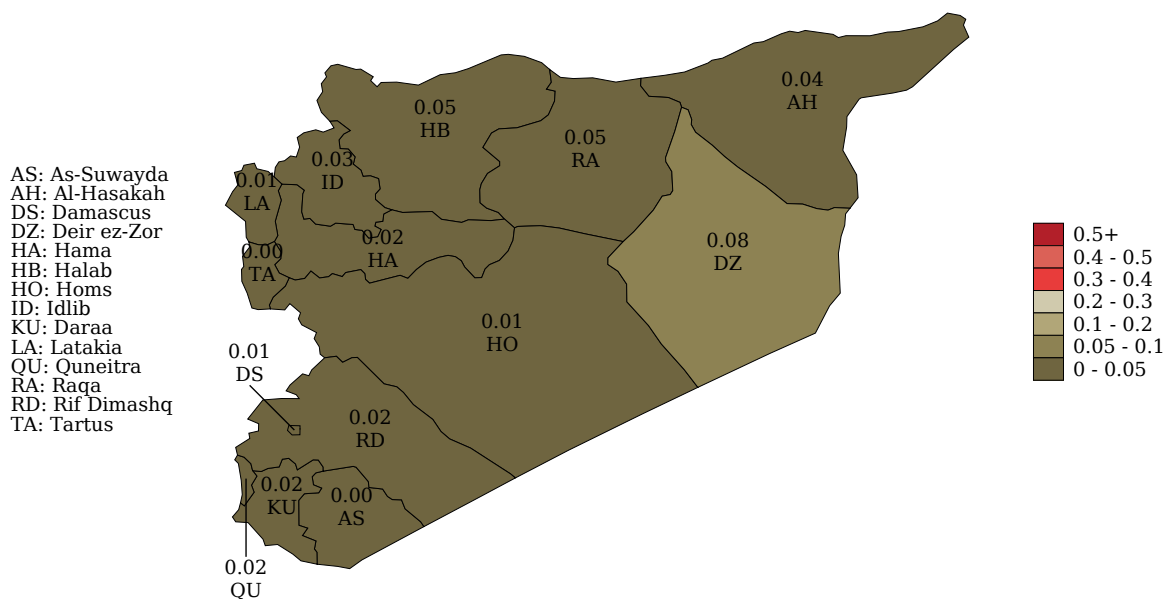 0.04
AH
0.05
HB
0.05
RA
0.03
ID
AS: As-Suwayda
AH: Al-Hasakah
DS: Damascus
DZ: Deir ez-Zor
HA: Hama
HB: Halab
HO: Homs
ID: Idlib
KU: Daraa
LA: Latakia
QU: Quneitra
RA: Raqa
RD: Rif Dimashq
TA: Tartus
0.01
LA
0.02
HA
0.00
TA
0.08
DZ
0.01
HO
0.01
DS
0.02
RD
0.02
KU
0.00
AS
0.02
QU
0.5+
0.4 - 0.5
0.3 - 0.4
0.2 - 0.3
0.1 - 0.2
0.05 - 0.1
0 - 0.05